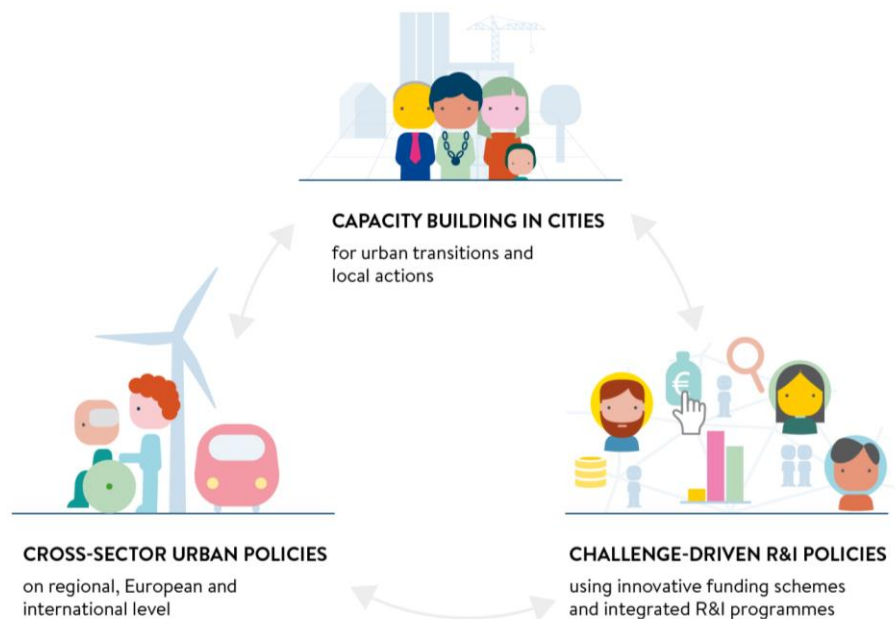 CAPACITY BUILDING IN CITIES
for urban transitions and
local actions
€
CROSS-SECTOR URBAN POLICIES
on regional, European and
international level
CHALLENGE-DRIVEN R&I POLICIES
using innovative funding schemes
and integrated R&I programmes